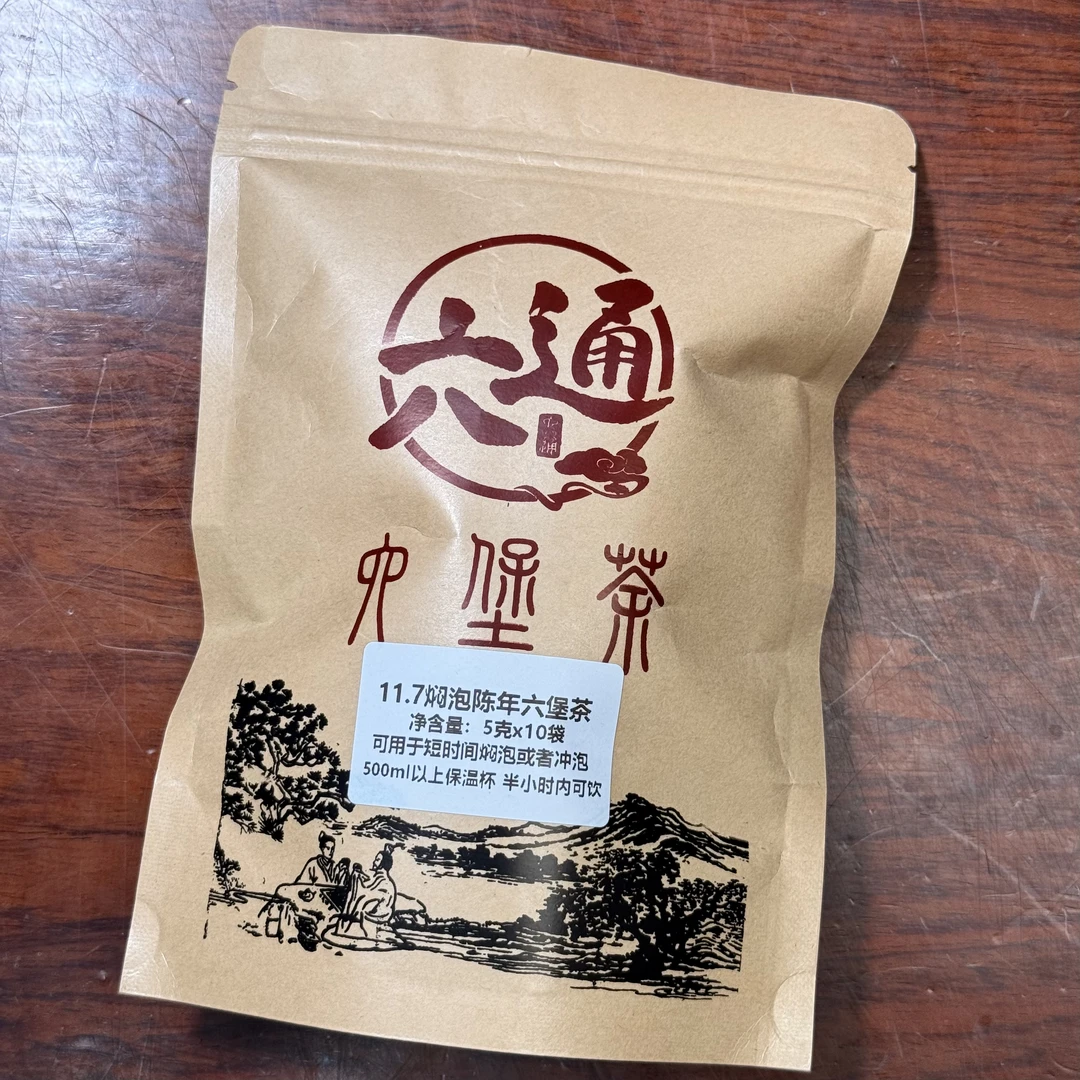 六通
六堡茶
11.7焖泡陈年六堡茶
净含量：5克x10袋
可用于短时间焖泡或者冲泡
500ml以上保温杯 半小时内可饮